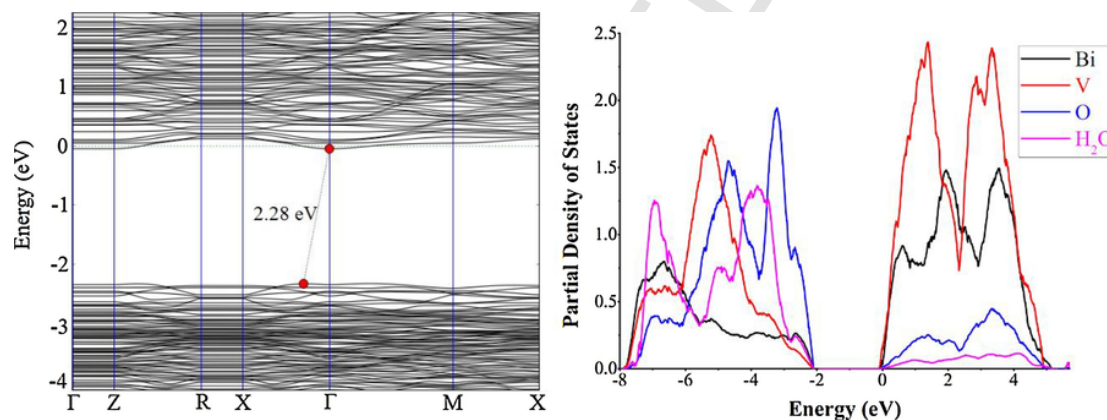 Energy (eV)
2
1
0
-1
-2
-3
-4
2.28 eV
Γ Z R X Γ M X
Partial Density of States
2.5
2.0
1.5
1.0
0.5
0.0
-8 -6 -4 -2 0 2 4
Energy (eV)
Bi
V
O
H₂O